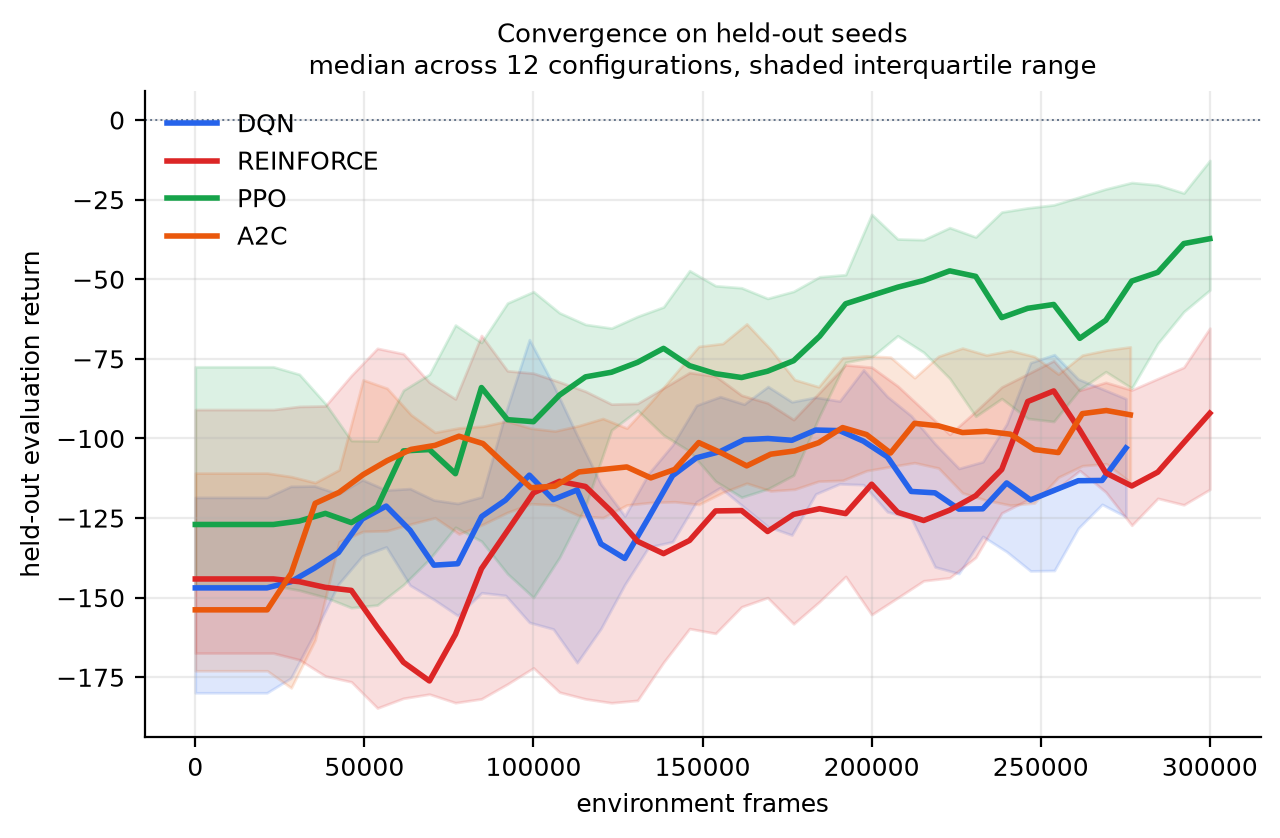 Convergence on held-out seeds
median across 12 configurations, shaded interquartile range
held-out evaluation return
0
−25
−50
−75
−100
−125
−150
−175
DQN
REINFORCE
PPO
A2C
0
50000
100000
150000
200000
250000
300000
environment frames